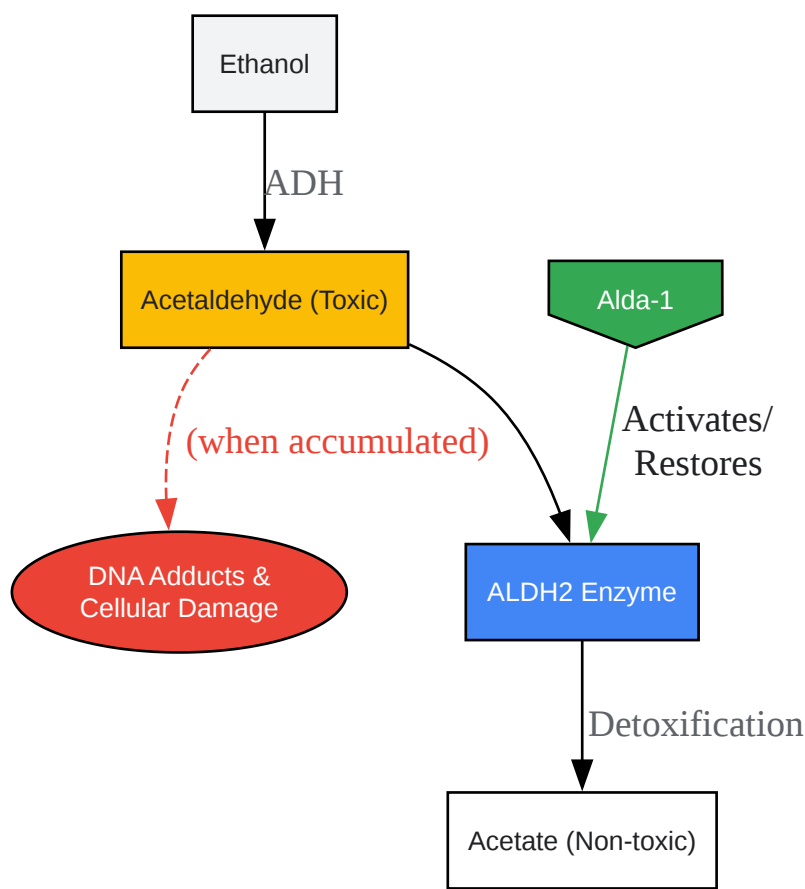 Ethanol
ADH
Acetaldehyde (Toxic)
Alda-1
(when accumulated)
Activates/
Restores
DNA Adducts &
Cellular Damage
ALDH2 Enzyme
Detoxification
Acetate (Non-toxic)